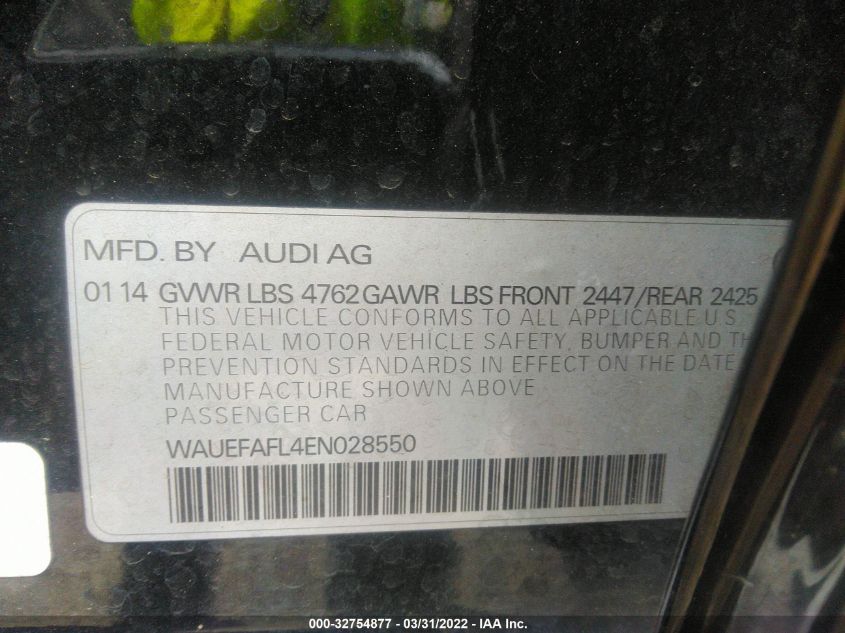 MFD. BY AUDI AG
01 14 GVWR LBS 4762 GAWR LBS FRONT 2447/REAR 2425
THIS VEHICLE CONFORMS TO ALL APPLICABLE U.S.
FEDERAL MOTOR VEHICLE SAFETY, BUMPER AND
PREVENTION STANDARDS IN EFFECT ON THE DATE
MANUFACTURE SHOWN ABOVE
PASSENGER CAR
WAUEFAFL4EN028550
000-32754877 - 03/31/2022 - IAA Inc.